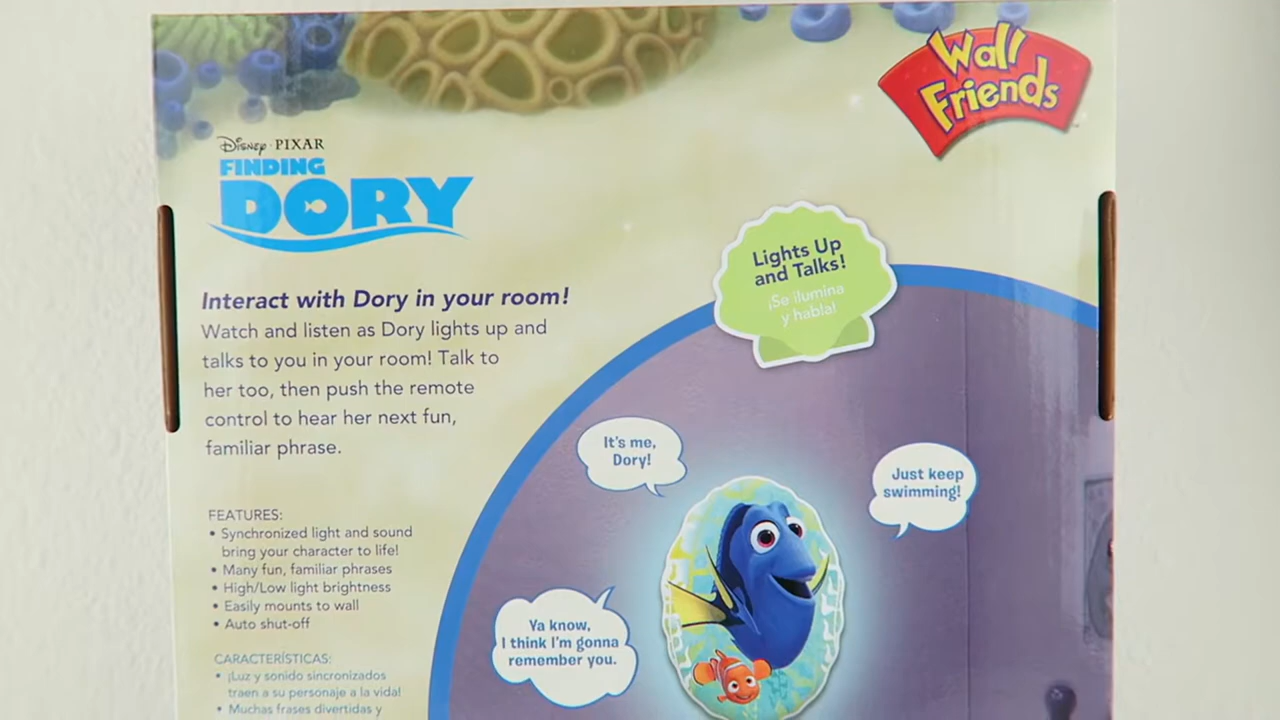 Wall
Friends
Disney · PIXAR
FINDING
DORY
Lights Up
and Talks!
¡Se ilumina
y habla!
Interact with Dory in your room!
Watch and listen as Dory lights up and
talks to you in your room! Talk to
her too, then push the remote
control to hear her next fun,
familiar phrase.
It's me,
Dory!
Just keep
swimming!
Ya know,
I think I'm gonna
remember you.
FEATURES:
• Synchronized light and sound
bring your character to life!
• Many fun, familiar phrases
• High/Low light brightness
• Easily mounts to wall
• Auto shut-off
CARACTERÍSTICAS:
• ¡Luz y sonido sincronizados
traen a su personaje a la vida!
• Muchas frases divertidas y